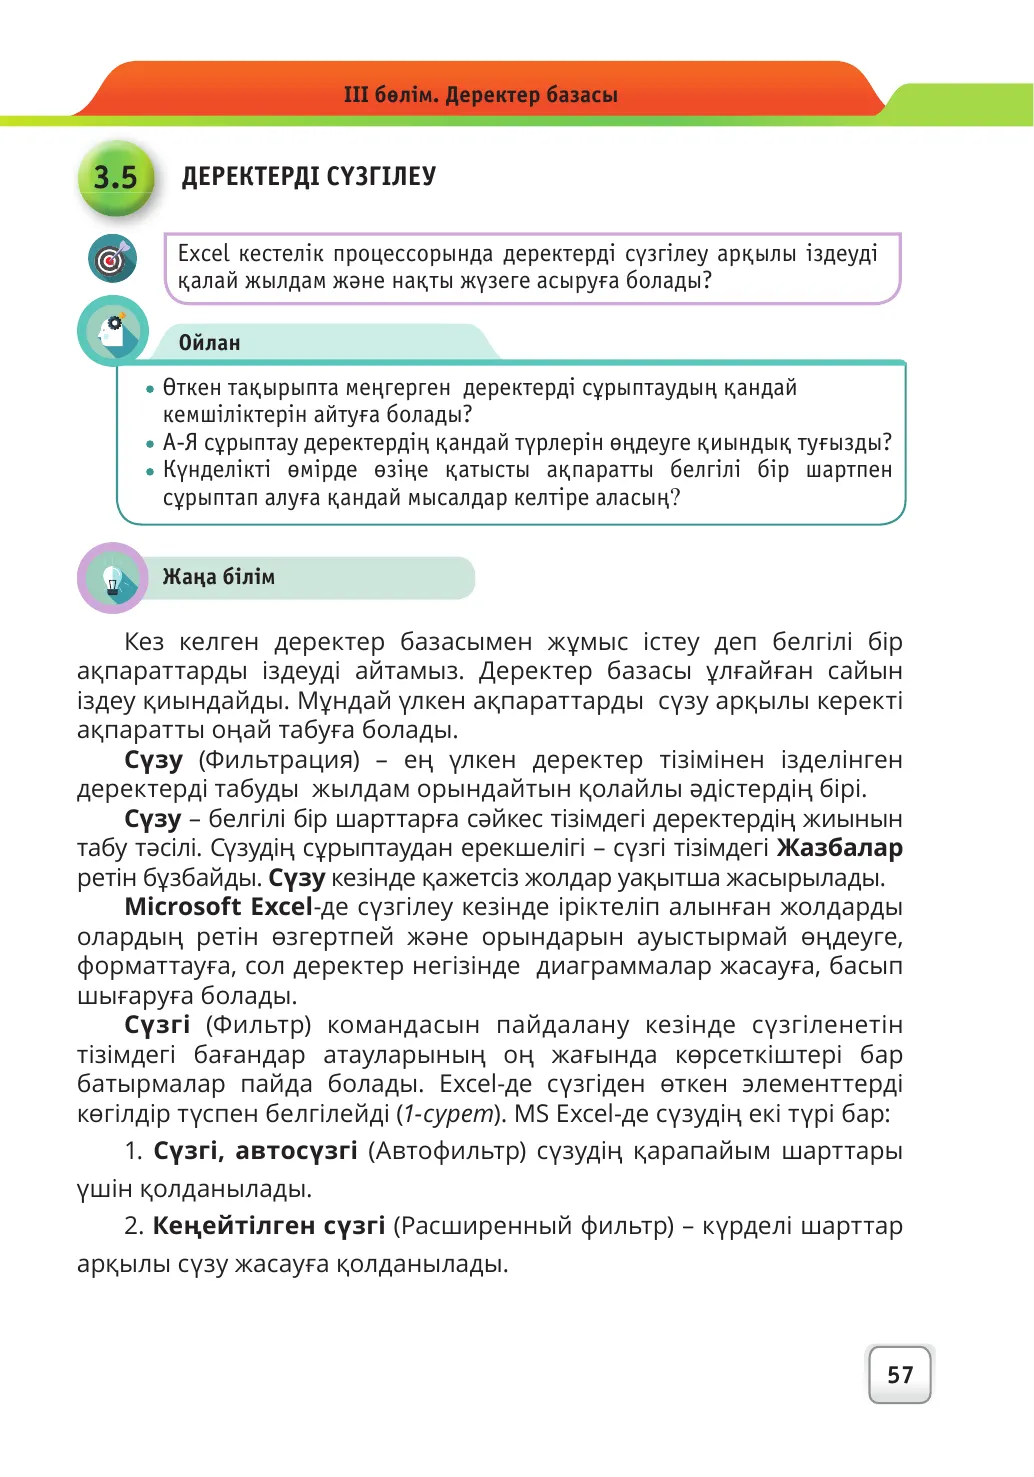 III бөлім. Деректер базасы
3.5
ДЕРЕКТЕРДІ СҮЗГІЛЕУ
Excel кестелік процессорында деректерді сүзгілеу арқылы іздеуді
қалай жылдам және нақты жүзеге асыруға болады?
Ойлан
• Өткен тақырыпта меңгерген деректерді сұрыптаудың қандай
кемшіліктерін айтуға болады?
• А-Я сұрыптау деректердің қандай түрлерін өңдеуге қиындық туғызды?
• Күнделікті өмірде өзіңе қатысты ақпаратты белгілі бір шартпен
сұрыптап алуға қандай мысалдар келтіре аласың?
Жаңа білім
Кез келген деректер базасымен жұмыс істеу деп белгілі бір
ақпараттарды іздеуді айтамыз. Деректер базасы ұлғайған сайын
іздеу қиындайды. Мұндай үлкен ақпараттарды сүзу арқылы керекті
ақпаратты оңай табуға болады.
Сүзу (Фильтрация) – ең үлкен деректер тізімінен ізделінген
деректерді табуды жылдам орындайтын қолайлы әдістердің бірі.
Сүзу – белгілі бір шарттарға сәйкес тізімдегі деректердің жиынын
табу тәсілі. Сүзудің сұрыптаудан ерекшелігі – сүзгі тізімдегі Жазбалар
ретін бұзбайды. Сүзу кезінде қажетсіз жолдар уақытша жасырылады.
Microsoft Excel-де сүзгілеу кезінде іріктеліп алынған жолдарды
олардың ретін өзгертпей және орындарын ауыстырмай өңдеуге,
форматтауға, сол деректер негізінде диаграммалар жасауға, басып
шығаруға болады.
Сүзгі (Фильтр) командасын пайдалану кезінде сүзгіленетін
тізімдегі бағандар атауларының оң жағында көрсеткіштері бар
батырмалар пайда болады. Excel-де сүзгіден өткен элементтерді
көгілдір түспен белгілейді (1-сурет). MS Excel-де сүзудің екі түрі бар:
1. Сүзгі, автосүзгі (Автофильтр) сүзудің қарапайым шарттары
үшін қолданылады.
2. Кеңейтілген сүзгі (Расширенный фильтр) – күрделі шарттар
арқылы сүзу жасауға қолданылады.
57